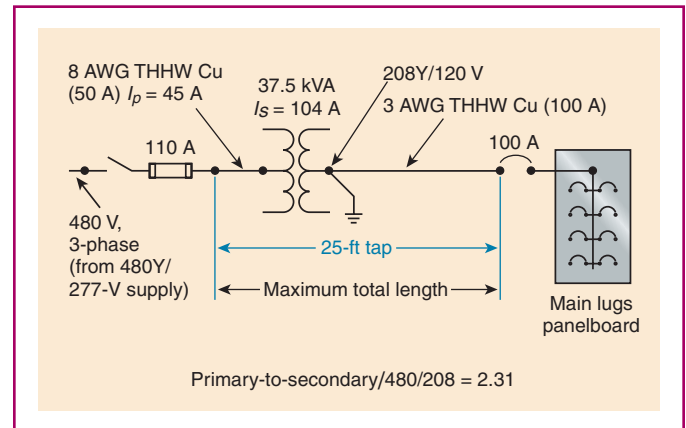 8 AWG THHW Cu
(50 A) Ip = 45 A
37.5 kVA
IS = 104 A
208Y/120 V
3 AWG THHW Cu (100 A)
110 A
100 A
480 V,
3-phase
(from 480Y/
277-V supply)
25-ft tap
Maximum total length
Main lugs
panelboard
Primary-to-secondary/480/208 = 2.31